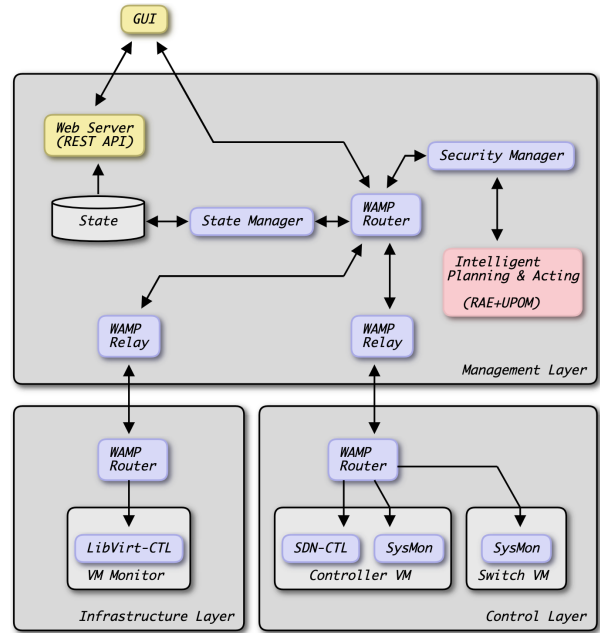 GUI
Web Server
(REST API)
Security Manager
State
State Manager
WAMP
Router
Intelligent
Planning & Acting
(RAE+UPOM)
WAMP
Relay
WAMP
Relay
Management Layer
WAMP
Router
LibVirt-CTL
VM Monitor
Infrastructure Layer
WAMP
Router
SDN-CTL
SysMon
Controller VM
SysMon
Switch VM
Control Layer